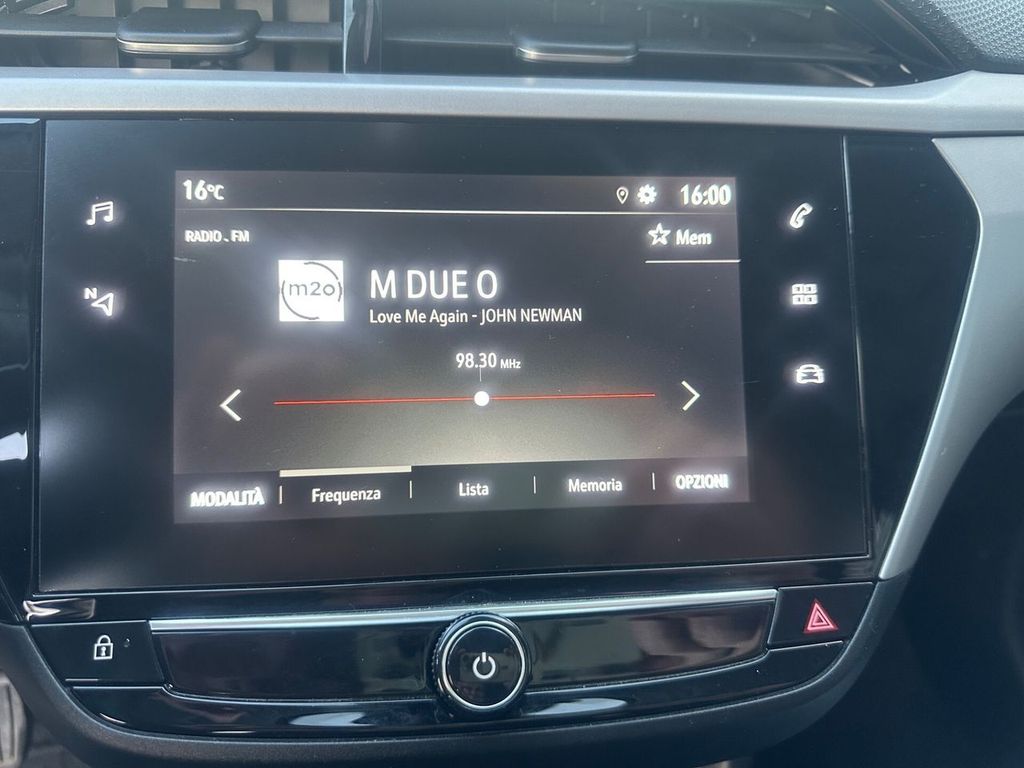 16°C
16:00
RADIO - FM
Mem
(m2o)
M DUE O
Love Me Again - JOHN NEWMAN
98.30 MHz
N
MODALITÀ
Frequenza
Lista
Memoria
OPZIONI